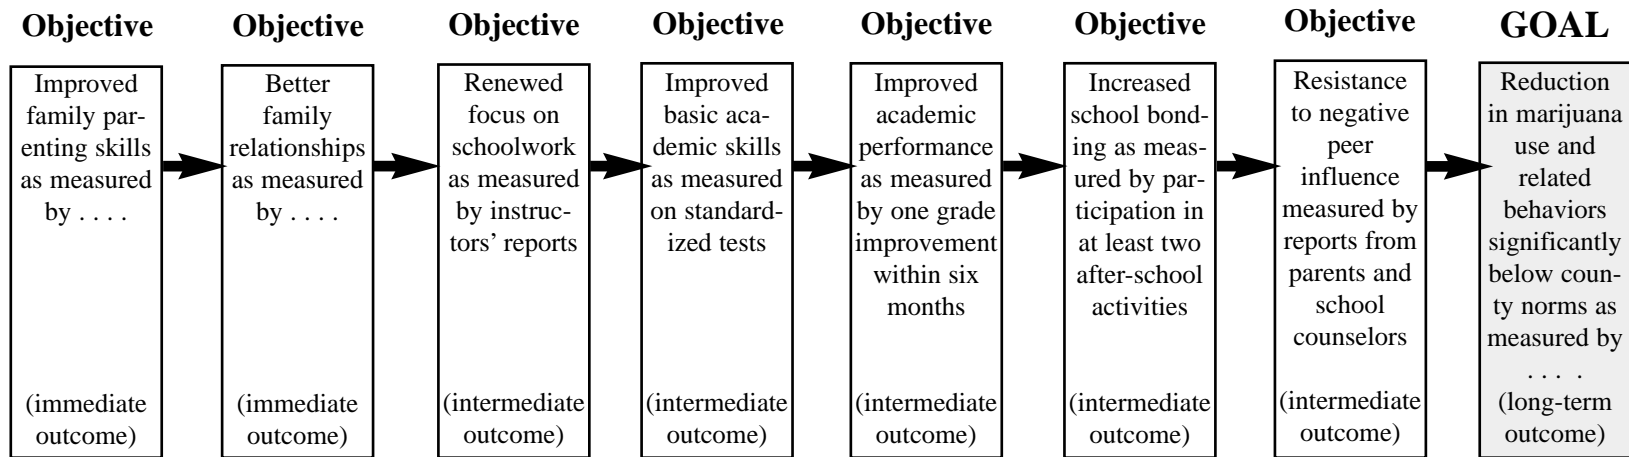 Objective
Improved
family par-
enting skills
as measured
by . . . .
(immediate
outcome)
Objective
Better
family
relationships
as measured
by . . . .
(immediate
outcome)
Objective
Renewed
focus on
schoolwork
as measured
by instruc-
tors’ reports
(intermediate
outcome)
Objective
Improved
basic aca-
demic skills
as measured
on standard-
ized tests
(intermediate
outcome)
Objective
Improved
academic
performance
as measured
by one grade
improvement
within six
months
(intermediate
outcome)
Objective
Increased
school bond-
ing as meas-
ured by par-
ticipation in
at least two
after-school
activities
(intermediate
outcome)
Objective
Resistance
to negative
peer
influence
measured by
reports from
parents and
school
counselors
(intermediate
outcome)
GOAL
Reduction
in marijuana
use and
related
behaviors
significantly
below coun-
ty norms as
measured by
. . . .
(long-term
outcome)